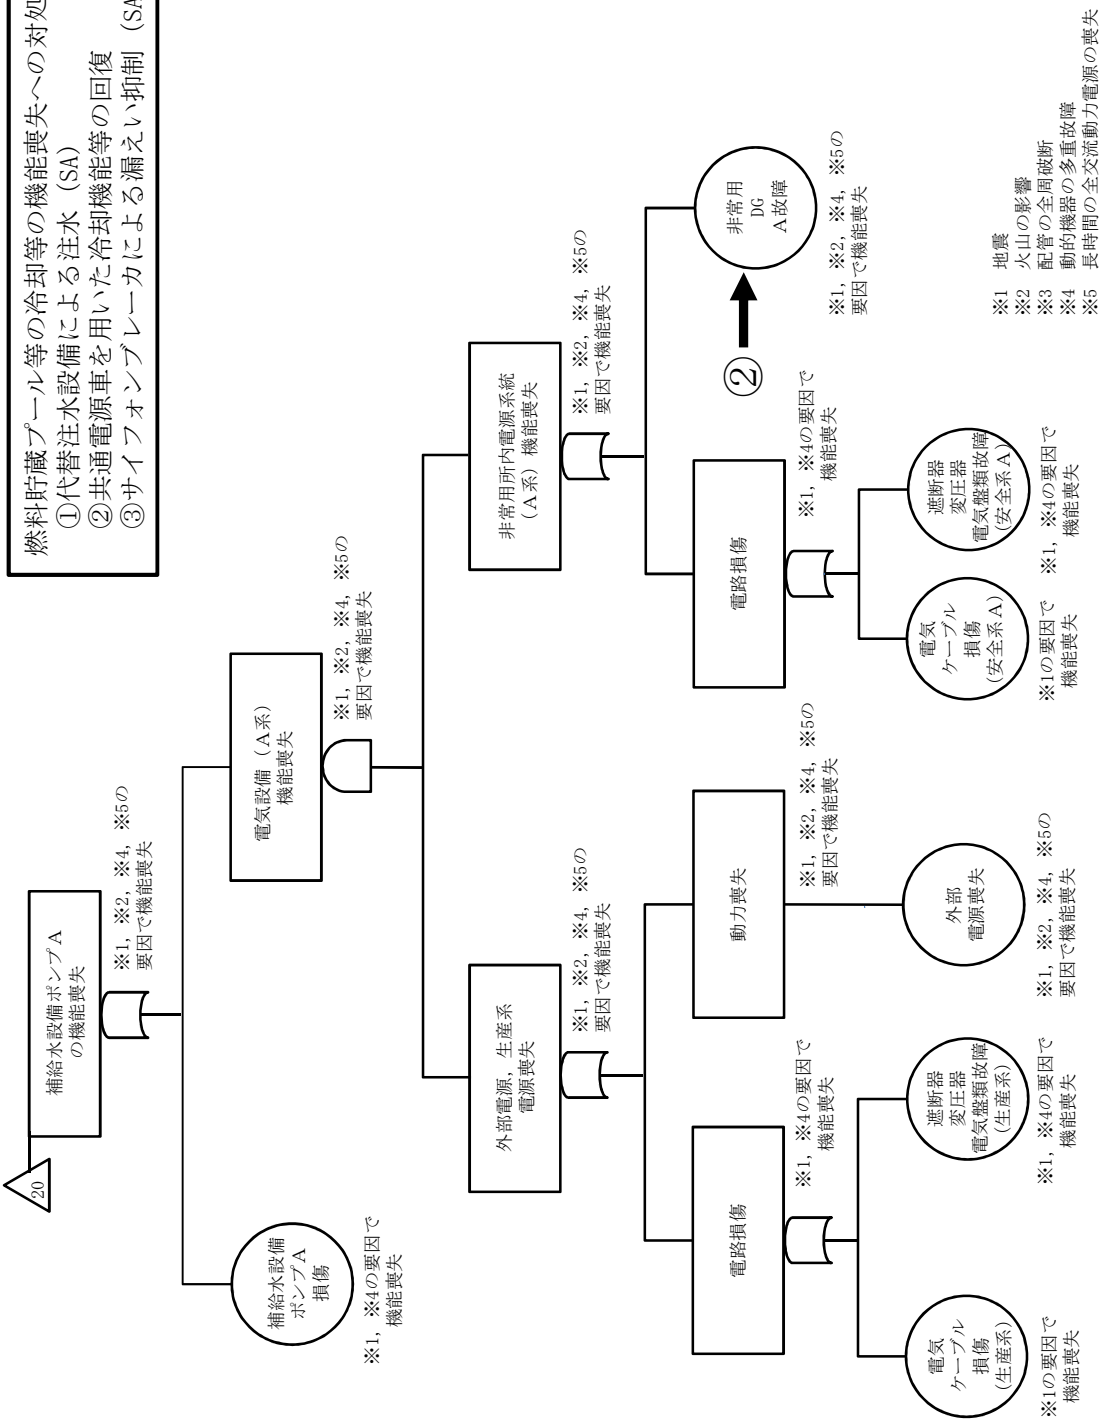 燃料貯蔵プール等の冷却等の機能喪失への対処
①代替注水設備による注水（SA）
②共通電源車を用いた冷却機能等の回復
③サイフォンブレーカによる漏えい抑制（SA
20
補給水設備ポンプA
の機能喪失
※1, ※2, ※4, ※5の
要因で機能喪失
補給水設備
ポンプA
損傷
※1, ※4の要因で
機能喪失
電気設備（A系）
機能喪失
※1, ※2, ※4, ※5の
要因で機能喪失
外部電源, 生産系
電源喪失
※1, ※2, ※4, ※5の
要因で機能喪失
非常用所内電源系統
（A系）機能喪失
※1, ※2, ※4, ※5の
要因で機能喪失
電路損傷
※1, ※4の要因で
機能喪失
動力喪失
※1, ※2, ※4, ※5の
要因で機能喪失
電路損傷
※1, ※4の要因で
機能喪失
②
非常用
DG
A故障
※1, ※2, ※4, ※5の
要因で機能喪失
電気
ケーブル
損傷
(生産系)
※1の要因で
機能喪失
遮断器
変圧器
電気盤類故障
(生産系)
※1, ※4の要因で
機能喪失
外部
電源喪失
※1, ※2, ※4, ※5の
要因で機能喪失
電気
ケーブル
損傷
(安全系A)
※1の要因で
機能喪失
遮断器
変圧器
電気盤類故障
(安全系A)
※1, ※4の要因で
機能喪失
※1 地震
※2 火山の影響
※3 配管の全周破断
※4 動的機器の多重故障
※5 長時間の全交流動力電源の喪失